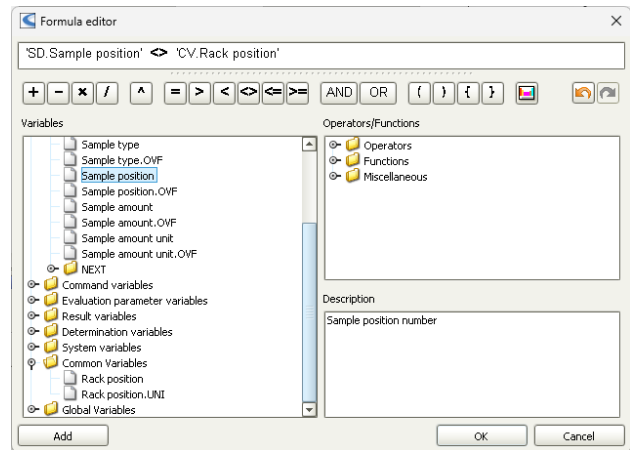 Formula editor
'SD.Sample position' <> 'CV.Rack position'
+ - × / ^ = > < <> <= >= AND OR ( ) { }
Variables
Sample type
Sample type.OVF
Sample position
Sample position.OVF
Sample amount
Sample amount.OVF
Sample amount unit
Sample amount unit.OVF
NEXT
Command variables
Evaluation parameter variables
Result variables
Determination variables
System variables
Common Variables
Rack position
Rack position.UNI
Global Variables
Operators/Functions
Operators
Functions
Miscellaneous
Description
Sample position number
Add
OK
Cancel